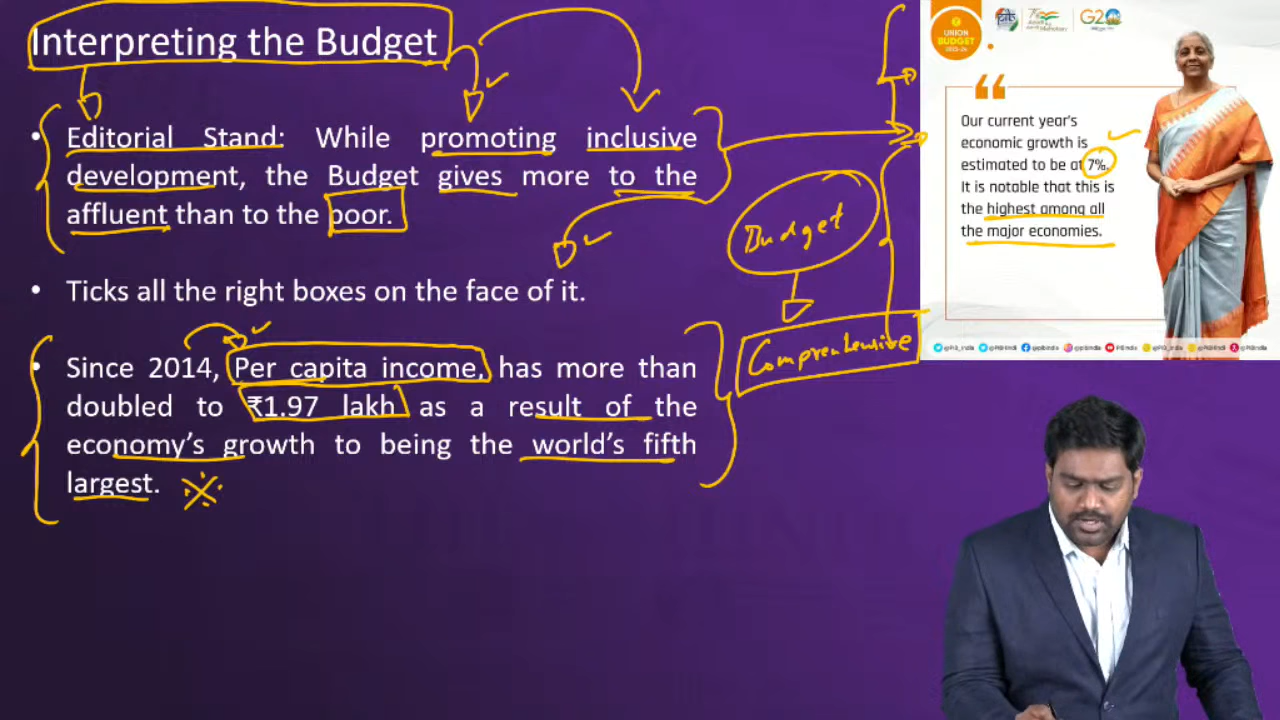 Interpreting the Budget
• Editorial Stand: While promoting inclusive
development, the Budget gives more to the
affluent than to the poor.
• Ticks all the right boxes on the face of it.
• Since 2014, Per capita income, has more than
doubled to ₹1.97 lakh as a result of the
economy's growth to being the world's fifth
largest.
Budget
Comprehensive
UNION
BUDGET
2023-24
G20
Our current year's
economic growth is
estimated to be at 7%.
It is notable that this is
the highest among all
the major economies.